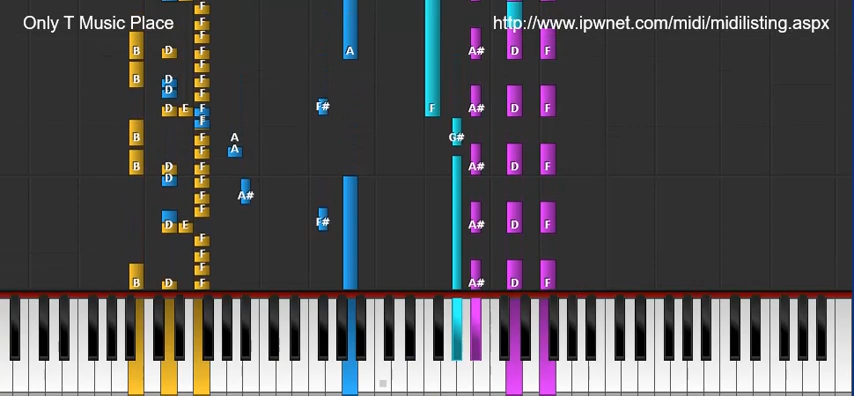 Only T Music Place http://www.ipwnet.com/midi/midilisting.aspx
F
F
F
B D F A A# D F
F
B D F
D F
F
F# D E F F A# D F
F
B A G#
F
A F
B D F A# D F
D F
F
A# F
F
F# D E A# D F
F
F
F
B D F A# D F